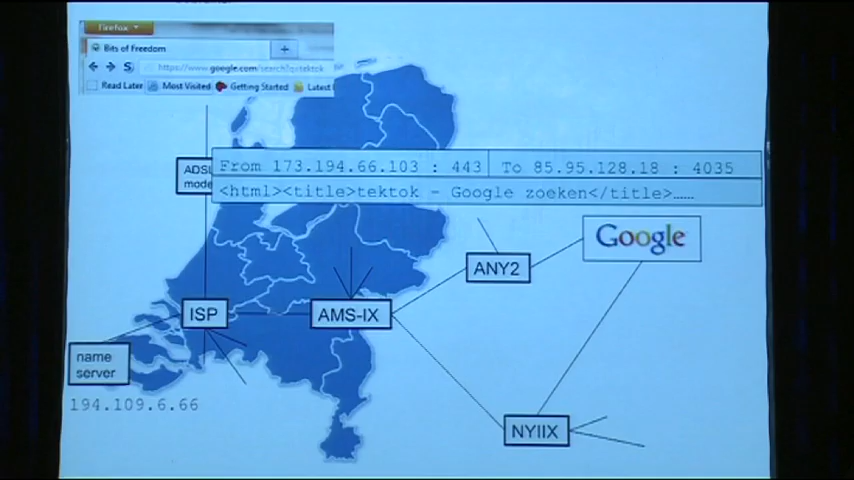 Firefox
Bits of Freedom
+
https://www.google.com/search?q=tektok
Read Later Most Visited Getting Started Latest
From 173.194.66.103 : 443 To 85.95.128.18 : 4035
<html><title>tektok - Google zoeken</title>……
ADSL
mode
Google
ANY2
ISP
AMS-IX
name
server
194.109.6.66
NYIIX